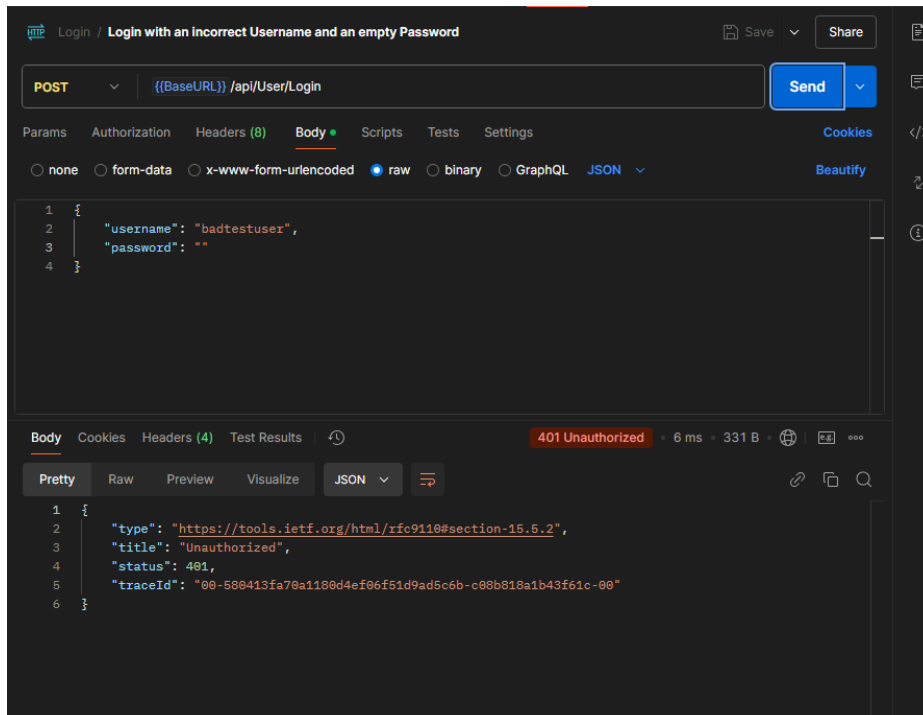 HTTP Login / Login with an incorrect Username and an empty Password Save Share
POST {{BaseURL}} /api/User/Login Send
Params Authorization Headers (8) Body Scripts Tests Settings Cookies
none form-data x-www-form-urlencoded raw binary GraphQL JSON Beautify
1 {
2 "username": "badtestuser",
3 "password": ""
4 }
Body Cookies Headers (4) Test Results 401 Unauthorized 6 ms 331 B e.g.
Pretty Raw Preview Visualize JSON
1 {
2 "type": "https://tools.ietf.org/html/rfc9110#section-15.5.2",
3 "title": "Unauthorized",
4 "status": 401,
5 "traceId": "00-580413fa70a1180d4ef06f51d9ad5c6b-c08b818a1b43f61c-00"
6 }